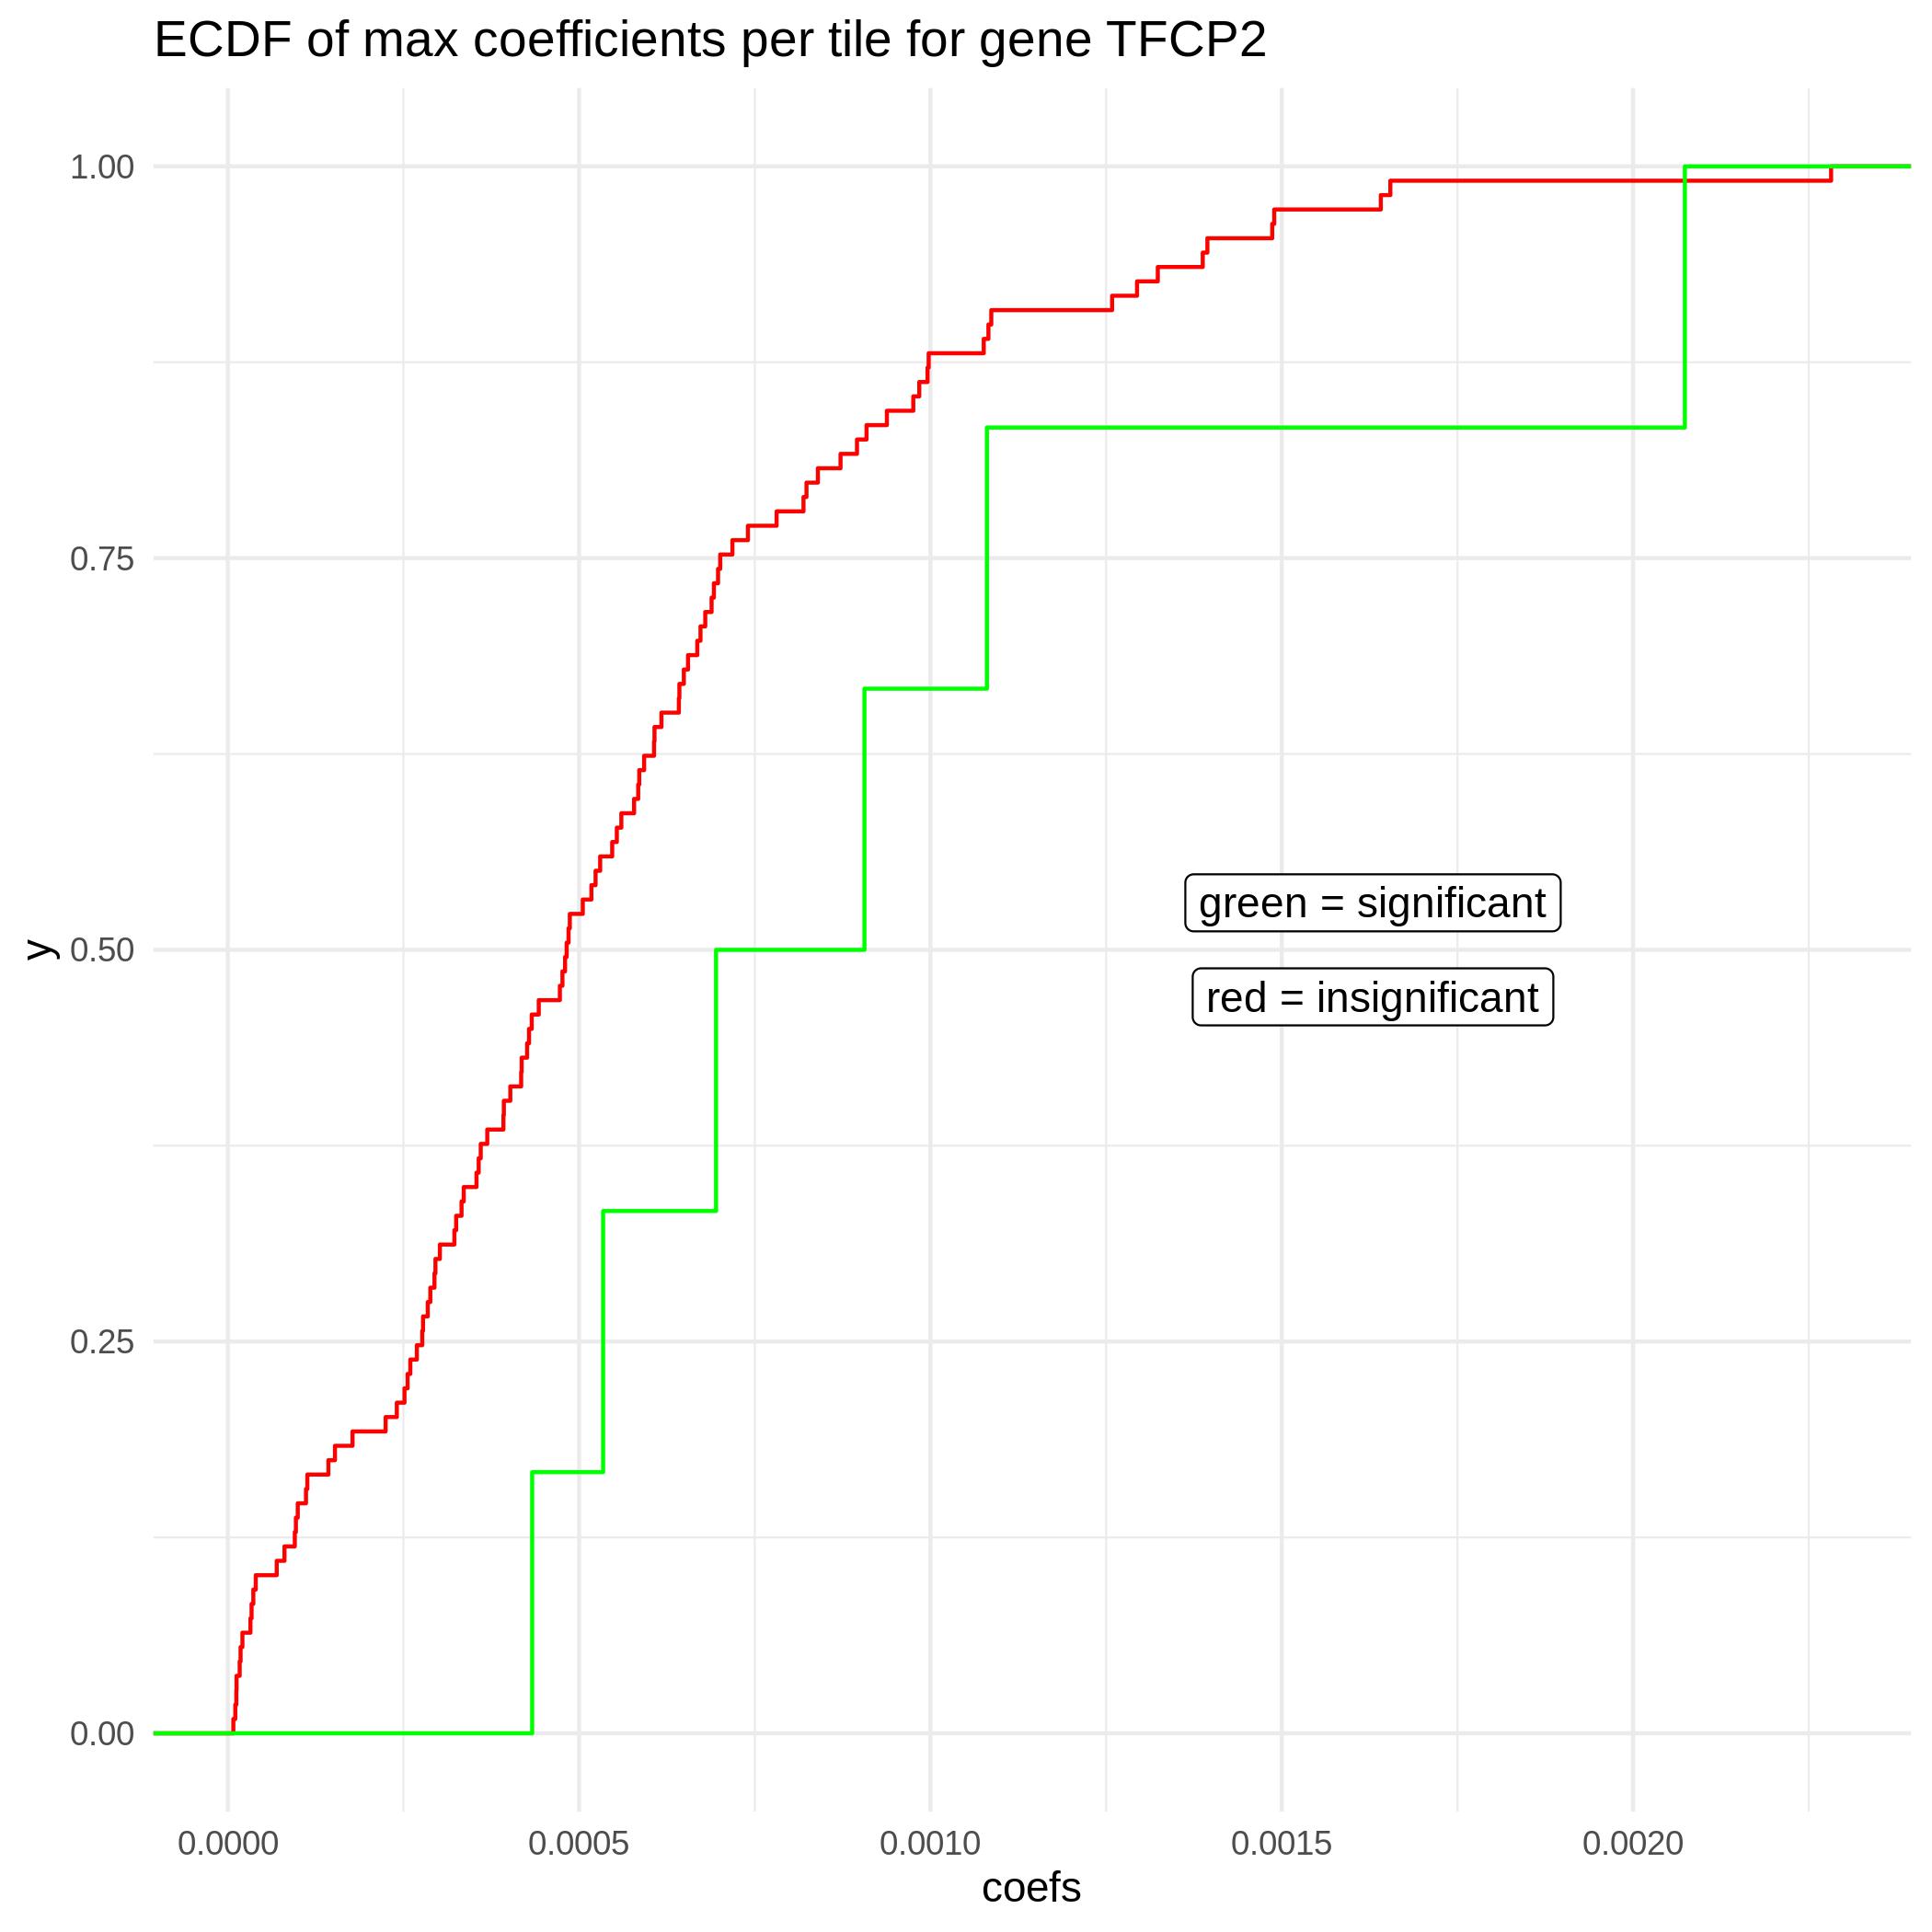 ECDF of max coefficients per tile for gene TFCP2
1.00
0.75
0.50
0.25
0.00
y
green = significant
red = insignificant
0.0000 0.0005 0.0010 0.0015 0.0020
coefs